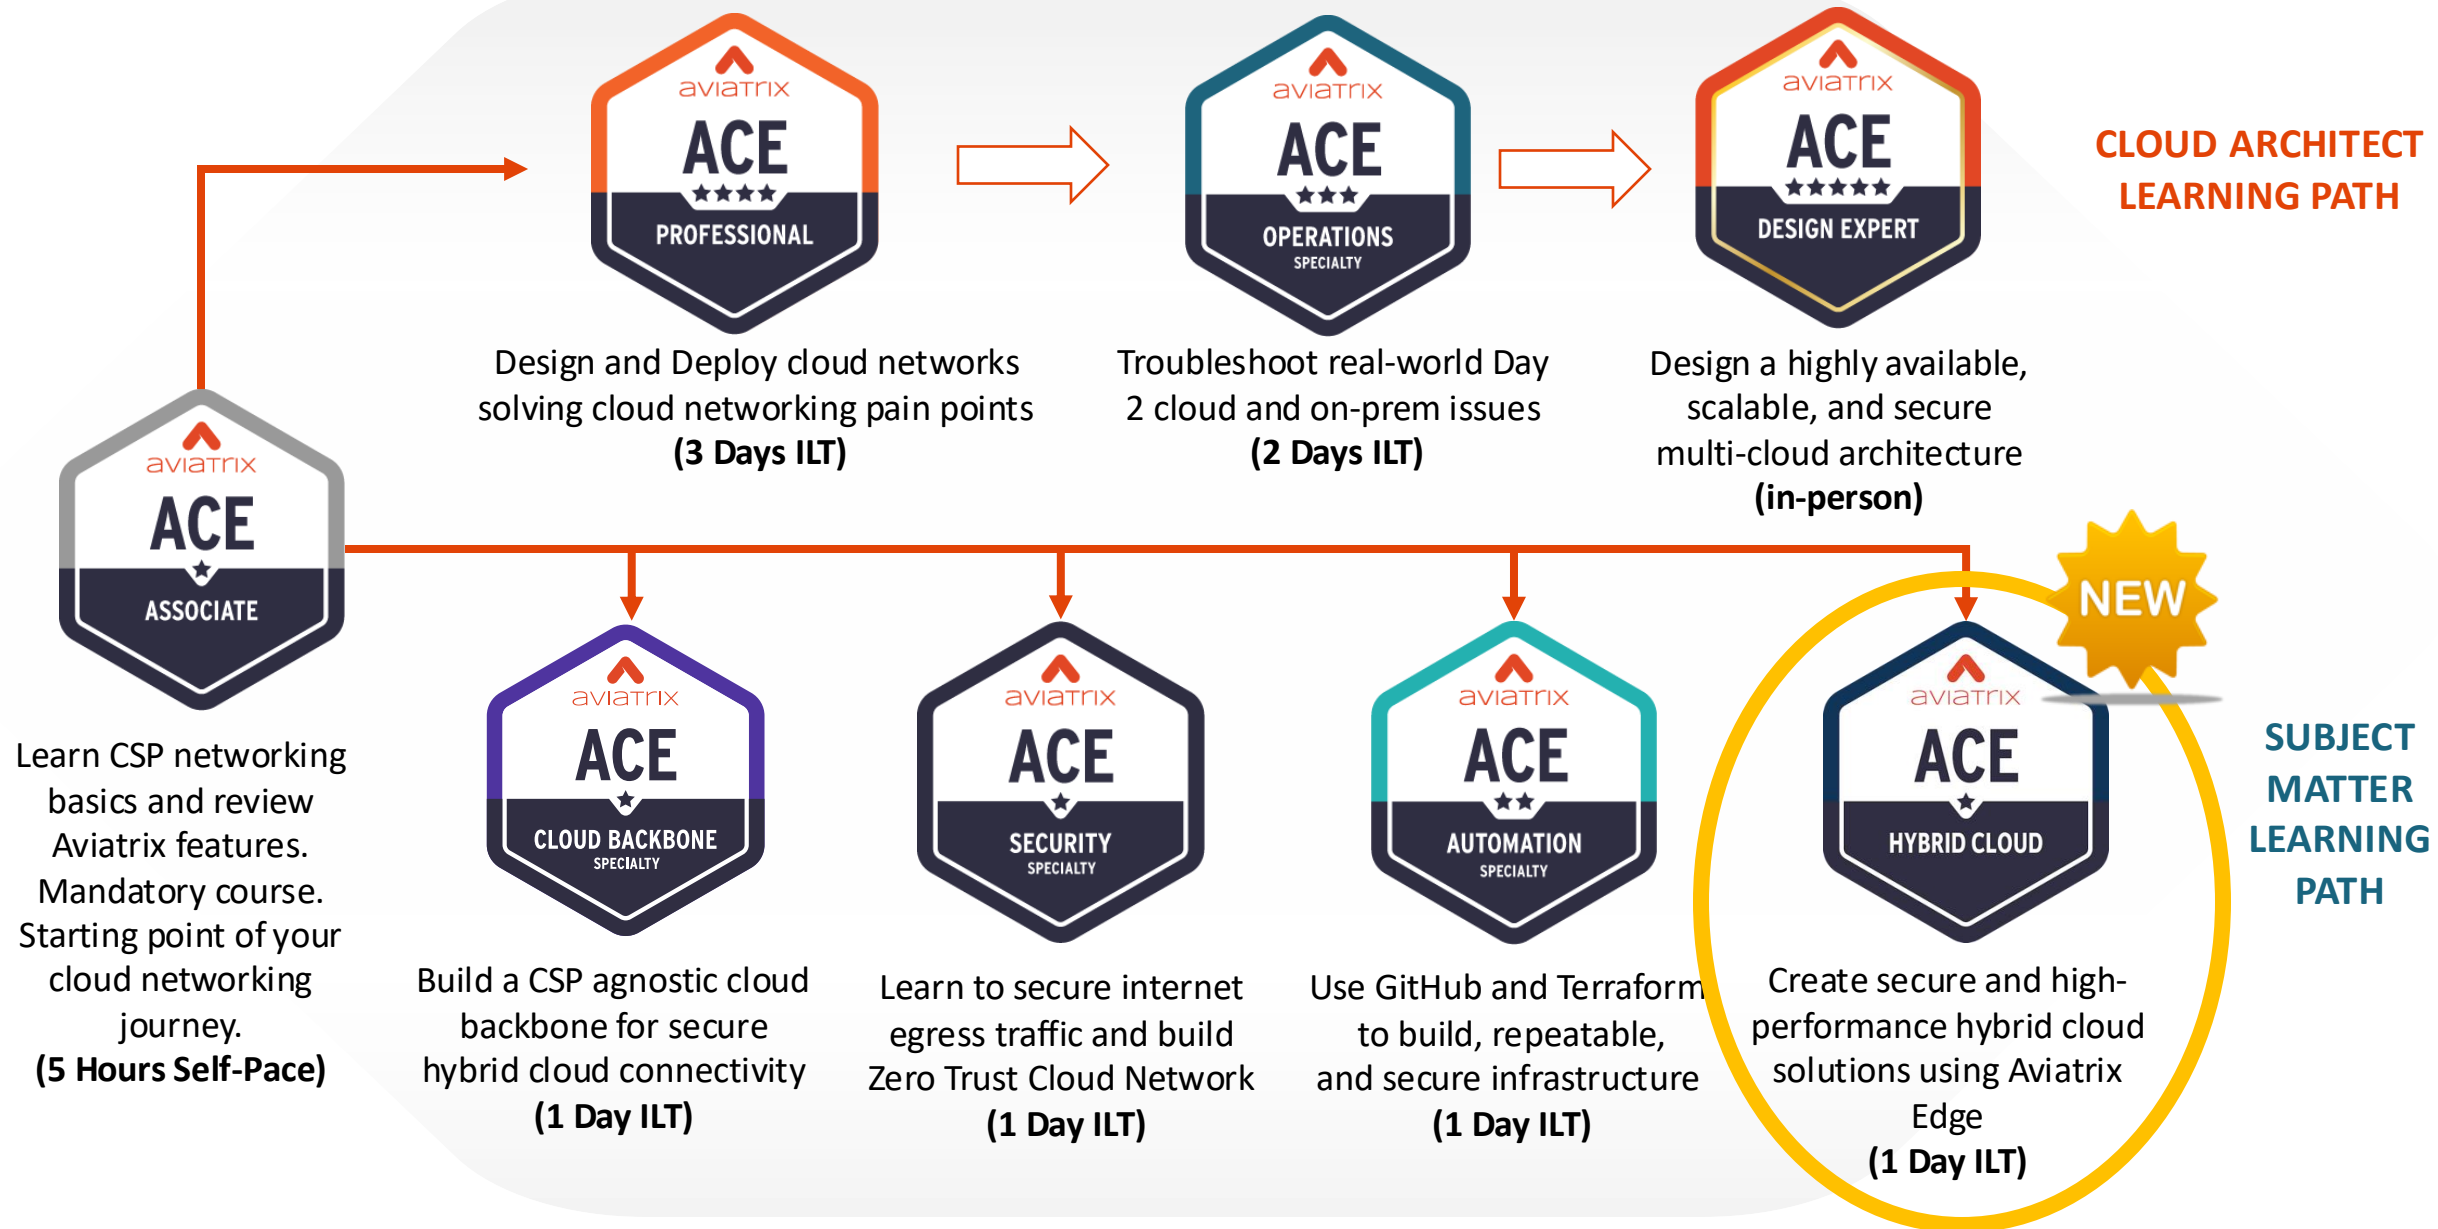 aviatrix
ACE
PROFESSIONAL
Design and Deploy cloud networks
solving cloud networking pain points
(3 Days ILT)
aviatrix
ACE
OPERATIONS
SPECIALTY
Troubleshoot real-world Day
2 cloud and on-prem issues
(2 Days ILT)
aviatrix
ACE
DESIGN EXPERT
Design a highly available,
scalable, and secure
multi-cloud architecture
(in-person)
CLOUD ARCHITECT
LEARNING PATH
aviatrix
ACE
ASSOCIATE
Learn CSP networking
basics and review
Aviatrix features.
Mandatory course.
Starting point of your
cloud networking
journey.
(5 Hours Self-Pace)
aviatrix
ACE
CLOUD BACKBONE
SPECIALTY
Build a CSP agnostic cloud
backbone for secure
hybrid cloud connectivity
(1 Day ILT)
aviatrix
ACE
SECURITY
SPECIALTY
Learn to secure internet
egress traffic and build
Zero Trust Cloud Network
(1 Day ILT)
aviatrix
ACE
AUTOMATION
SPECIALTY
Use GitHub and Terraform
to build, repeatable,
and secure infrastructure
(1 Day ILT)
NEW
aviatrix
ACE
HYBRID CLOUD
Create secure and high-
performance hybrid cloud
solutions using Aviatrix
Edge
(1 Day ILT)
SUBJECT
MATTER
LEARNING
PATH